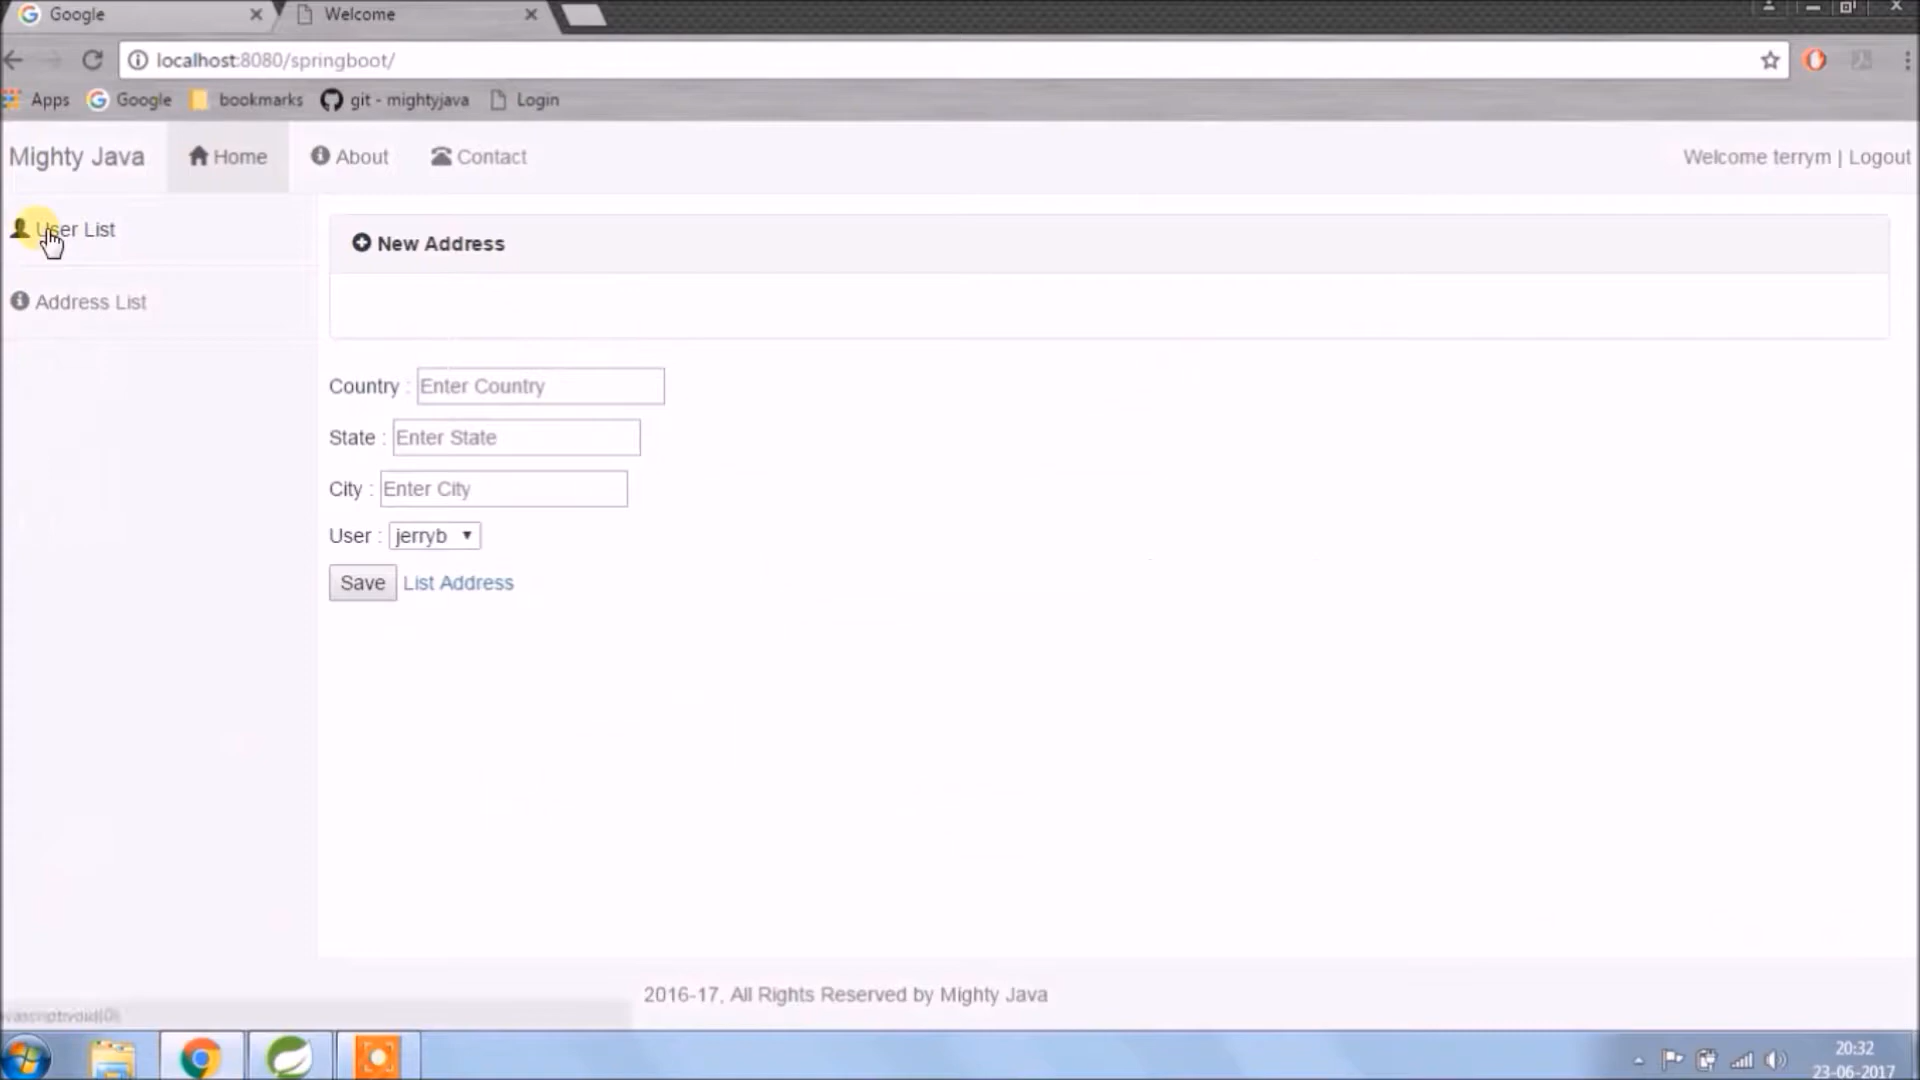 Google
Welcome
localhost:8080/springboot/
Apps Google bookmarks git - mightyjava Login
Mighty Java Home About Contact Welcome terrym | Logout
User List
Address List
New Address
Country : Enter Country
State : Enter State
City : Enter City
User : jerryb
Save List Address
2016-17, All Rights Reserved by Mighty Java
20:32
23-06-2017